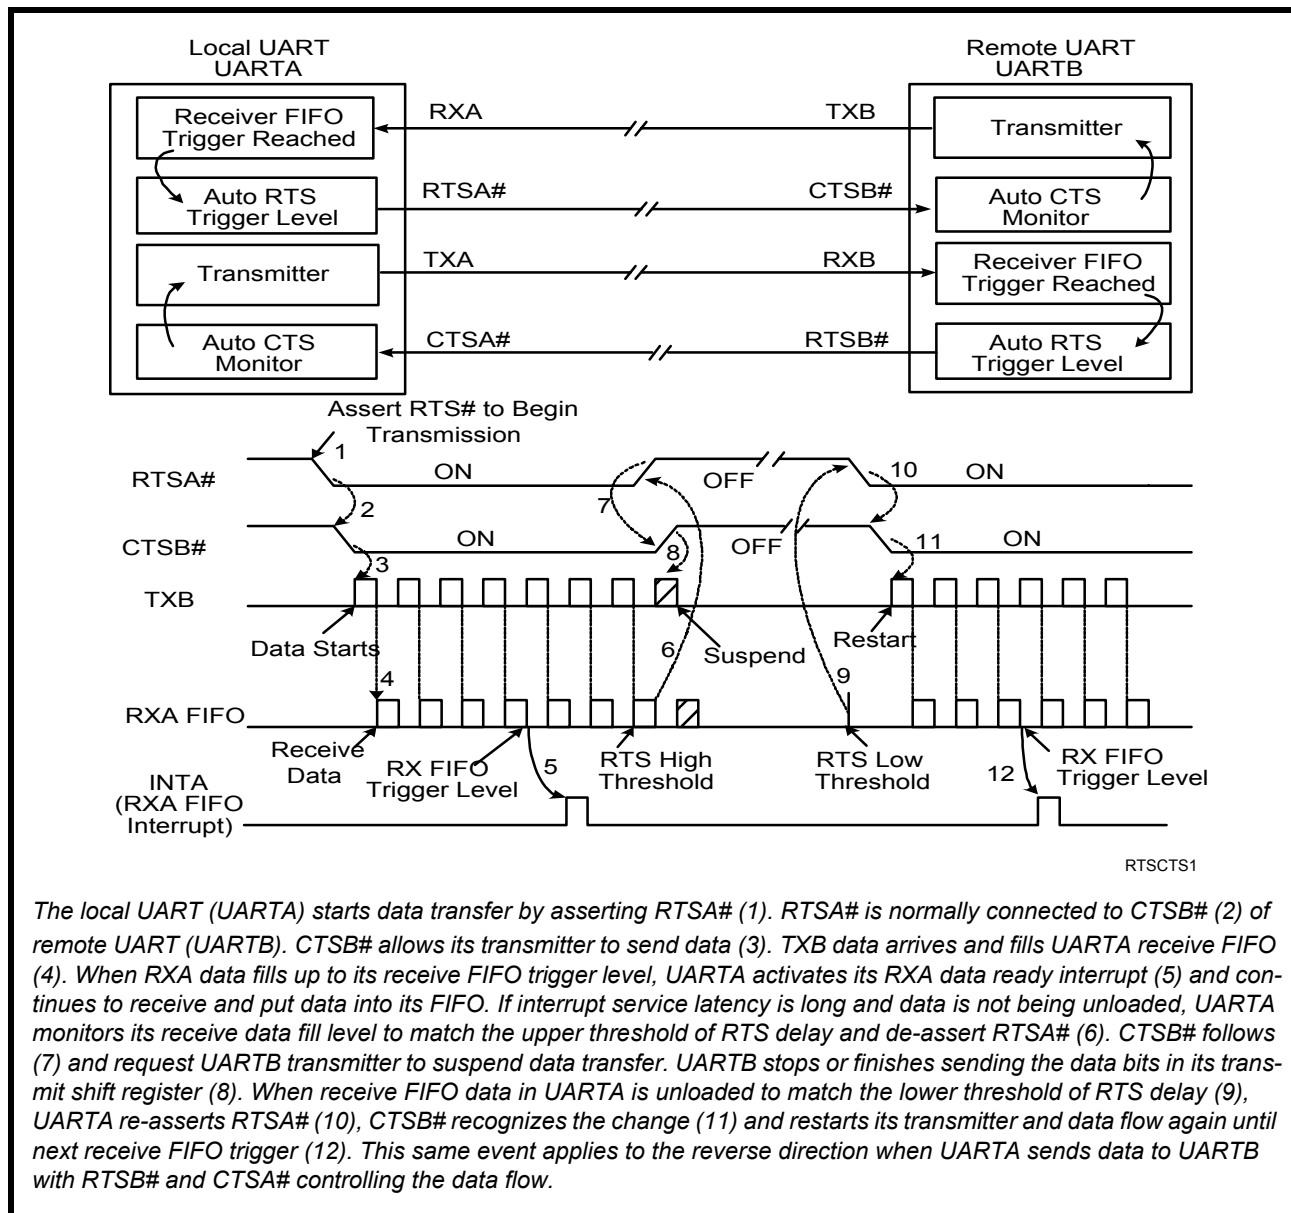 Local UART
UARTA
Remote UART
UARTB
Receiver FIFO
Trigger Reached
RXA
TXB
Transmitter
Auto RTS
Trigger Level
RTSA#
CTSB#
Auto CTS
Monitor
Transmitter
TXA
RXB
Receiver FIFO
Trigger Reached
Auto CTS
Monitor
CTSA#
RTSB#
Auto RTS
Trigger Level
Assert RTS# to Begin
Transmission
1
RTSA#
ON
OFF
10
ON
2
7
CTSB#
ON
8
OFF
11
ON
3
TXB
Data Starts
6
Suspend
Restart
4
9
RXA FIFO
Receive
Data
RX FIFO
Trigger Level
5
RTS High
Threshold
RTS Low
Threshold
12
RX FIFO
Trigger Level
INTA
(RXA FIFO
Interrupt)
RTSCTS1
The local UART (UARTA) starts data transfer by asserting RTSA# (1). RTSA# is normally connected to CTSB# (2) of
remote UART (UARTB). CTSB# allows its transmitter to send data (3). TXB data arrives and fills UARTA receive FIFO
(4). When RXA data fills up to its receive FIFO trigger level, UARTA activates its RXA data ready interrupt (5) and con-
tinues to receive and put data into its FIFO. If interrupt service latency is long and data is not being unloaded, UARTA
monitors its receive data fill level to match the upper threshold of RTS delay and de-assert RTSA# (6). CTSB# follows
(7) and request UARTB transmitter to suspend data transfer. UARTB stops or finishes sending the data bits in its trans-
mit shift register (8). When receive FIFO data in UARTA is unloaded to match the lower threshold of RTS delay (9),
UARTA re-asserts RTSA# (10), CTSB# recognizes the change (11) and restarts its transmitter and data flow again until
next receive FIFO trigger (12). This same event applies to the reverse direction when UARTA sends data to UARTB
with RTSB# and CTSA# controlling the data flow.